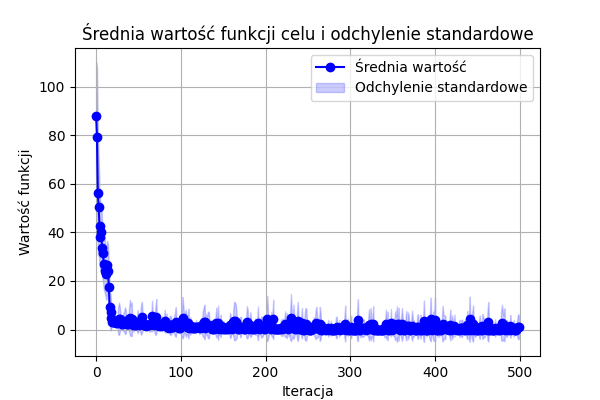 Średnia wartość funkcji celu i odchylenie standardowe
Średnia wartość
Odchylenie standardowe
Wartość funkcji
100
80
60
40
20
0
0 100 200 300 400 500
Iteracja